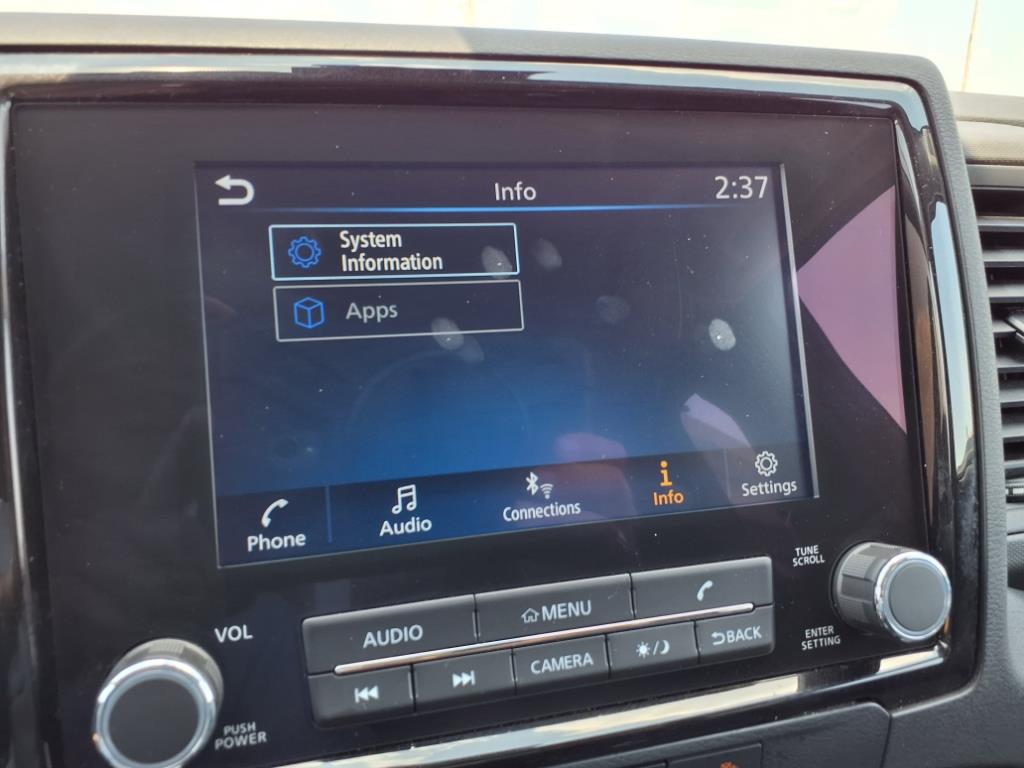 Info
2:37
System
Information
Apps
Phone
Audio
Connections
Info
Settings
VOL
PUSH
POWER
AUDIO
MENU
CAMERA
BACK
TUNE
SCROLL
ENTER
SETTING